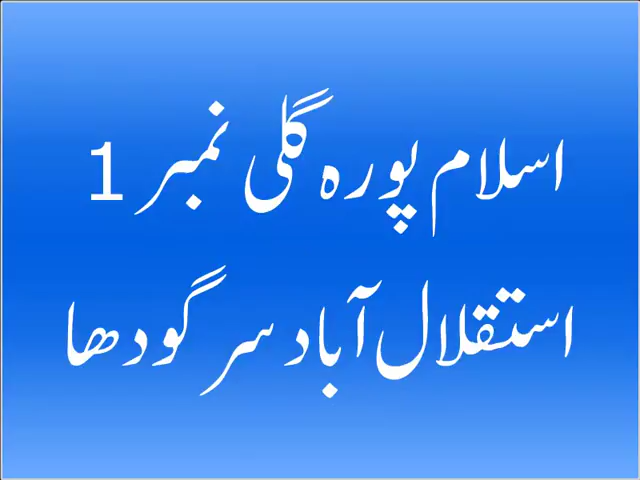 اسلام پورہ گلی نمبر 1
استقلال آباد سرگودھا